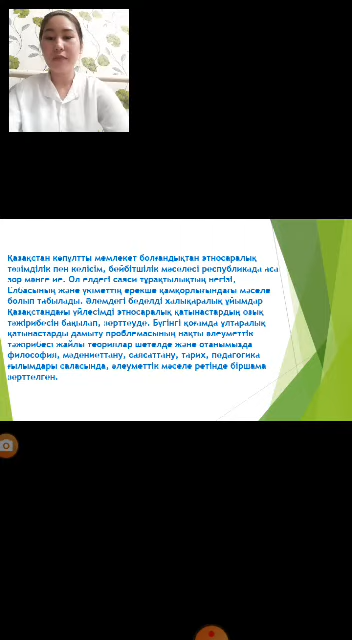 Қазақстан көпұлтты мемлекет болғандықтан этносаралық
төзімділік пен келісім, бейбітшілік мәселесі республикада аса
зор мәнге ие. Ол елдегі саяси тұрақтылықтың негізі,
Елбасының және үкіметтің ерекше қамқорлығындағы мәселе
болып табылады. Әлемдегі беделді халықаралық ұйымдар
Қазақстандағы үйлесімді этносаралық қатынастардың озық
тәжірибесін бақылап, зерттеуде. Бүгінгі қоғамда ұлтаралық
қатынастарды дамыту проблемасының нақты әлеуметтік
тәжірибесі жайлы теориялар шетелде және отанымызда
философия, мәдениеттану, саясаттану, тарих, педагогика
ғылымдары саласында, әлеуметтік мәселе ретінде біршама
зерттелген.